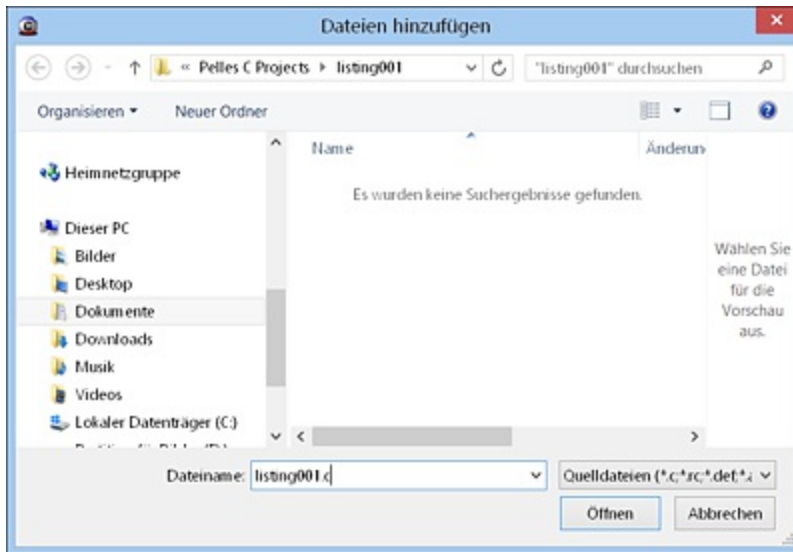 Dateien hinzufügen
« Pelles C Projects listing001
"listing001" durchsuchen
Organisieren Neuer Ordner
Name Änderun
Heimnetzgruppe
Es wurden keine Suchergebnisse gefunden.
Dieser PC
Bilder
Desktop
Dokumente
Downloads
Musik
Videos
Lokaler Datenträger (C:)
Wählen Sie
eine Datei
für die
Vorschau
aus.
Dateiname: listing001.c
Quelldateien (*.c;*.rc;*.def;*.a
Öffnen Abbrechen